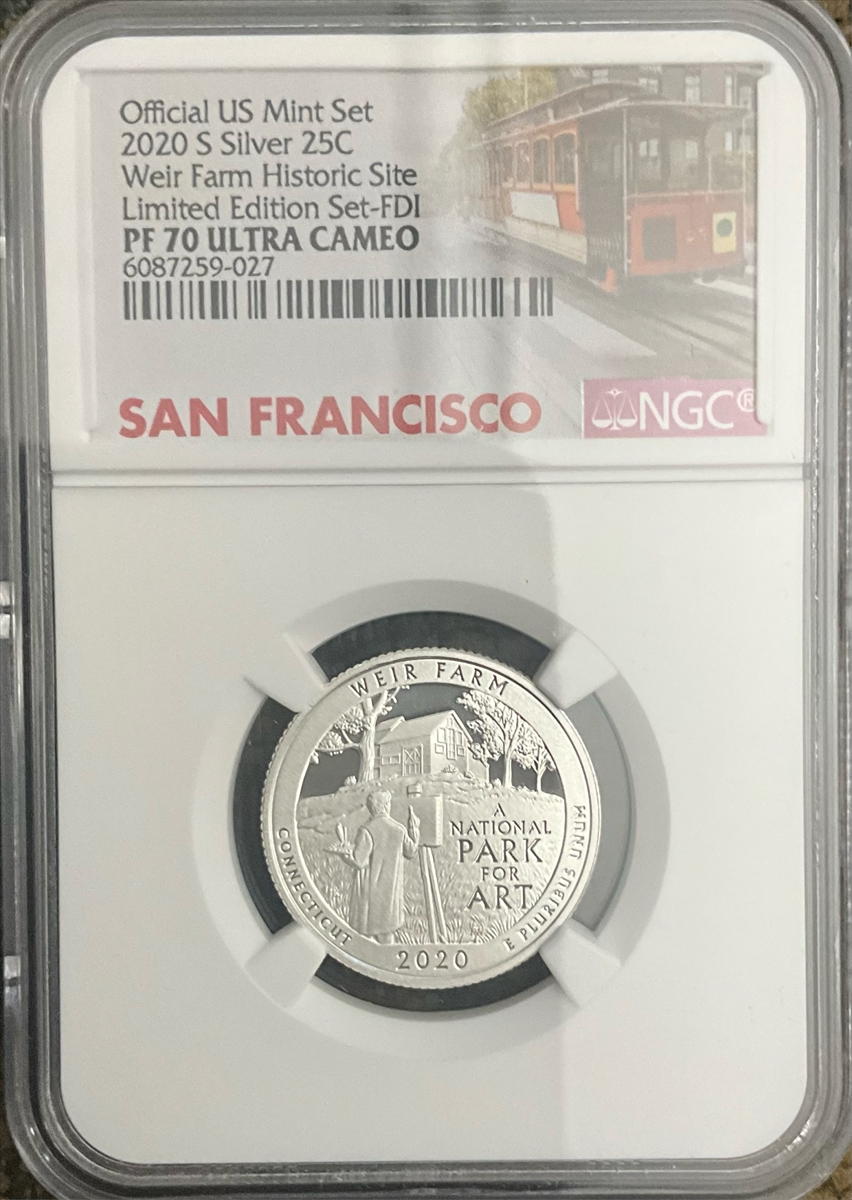 Official US Mint Set
2020 S Silver 25C
Weir Farm Historic Site
Limited Edition Set-FDI
PF 70 ULTRA CAMEO
6087259-027
SAN FRANCISCO
NGC®
WEIR FARM
A
NATIONAL
PARK
FOR
ART
CONNECTICUT
E PLURIBUS UNUM
2020